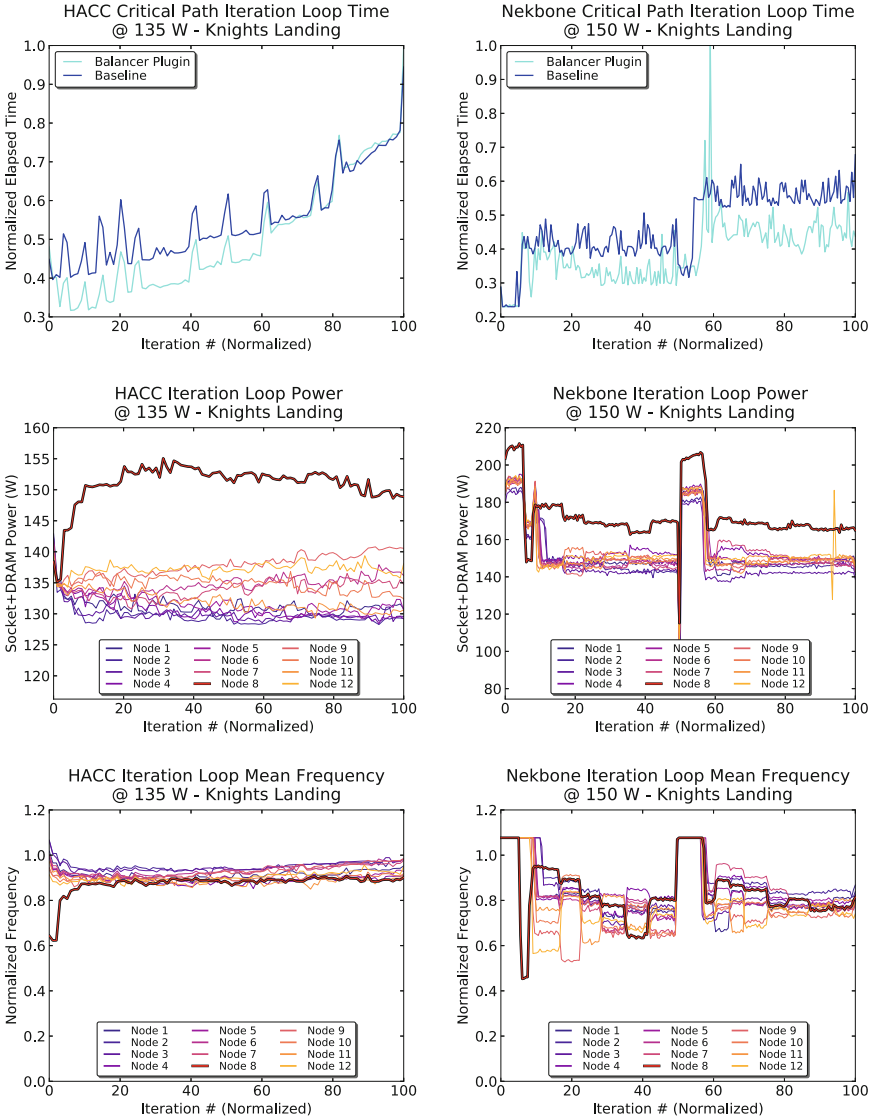 HACC Critical Path Iteration Loop Time
@ 135 W - Knights Landing
Normalized Elapsed Time
1.0
0.9
0.8
0.7
0.6
0.5
0.4
0.3
Balancer Plugin
Baseline
0 20 40 60 80 100
Iteration # (Normalized)
Nekbone Critical Path Iteration Loop Time
@ 150 W - Knights Landing
Normalized Elapsed Time
1.0
0.9
0.8
0.7
0.6
0.5
0.4
0.3
0.2
Balancer Plugin
Baseline
0 20 40 60 80 100
Iteration # (Normalized)
HACC Iteration Loop Power
@ 135 W - Knights Landing
Socket+DRAM Power (W)
160
155
150
145
140
135
130
125
120
Node 1 Node 5 Node 9
Node 2 Node 6 Node 10
Node 3 Node 7 Node 11
Node 4 Node 8 Node 12
0 20 40 60 80 100
Iteration # (Normalized)
Nekbone Iteration Loop Power
@ 150 W - Knights Landing
Socket+DRAM Power (W)
220
200
180
160
140
120
100
80
Node 1 Node 5 Node 9
Node 2 Node 6 Node 10
Node 3 Node 7 Node 11
Node 4 Node 8 Node 12
0 20 40 60 80 100
Iteration # (Normalized)
HACC Iteration Loop Mean Frequency
@ 135 W - Knights Landing
Normalized Frequency
1.2
1.0
0.8
0.6
0.4
0.2
0.0
Node 1 Node 5 Node 9
Node 2 Node 6 Node 10
Node 3 Node 7 Node 11
Node 4 Node 8 Node 12
0 20 40 60 80 100
Iteration # (Normalized)
Nekbone Iteration Loop Mean Frequency
@ 150 W - Knights Landing
Normalized Frequency
1.2
1.0
0.8
0.6
0.4
0.2
0.0
Node 1 Node 5 Node 9
Node 2 Node 6 Node 10
Node 3 Node 7 Node 11
Node 4 Node 8 Node 12
0 20 40 60 80 100
Iteration # (Normalized)